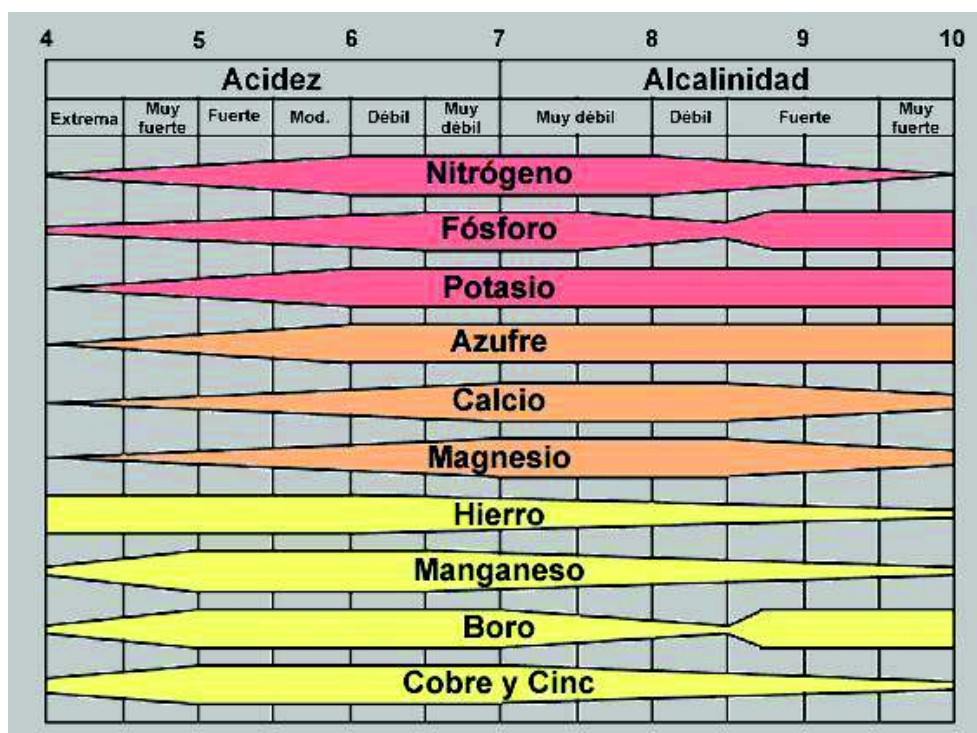 4 5 6 7 8 9 10
Acidez Alcalinidad
Extrema Muy fuerte Fuerte Mod. Débil Muy débil Muy débil Débil Fuerte Muy fuerte
Nitrógeno
Fósforo
Potasio
Azufre
Calcio
Magnesio
Hierro
Manganeso
Boro
Cobre y Cinc